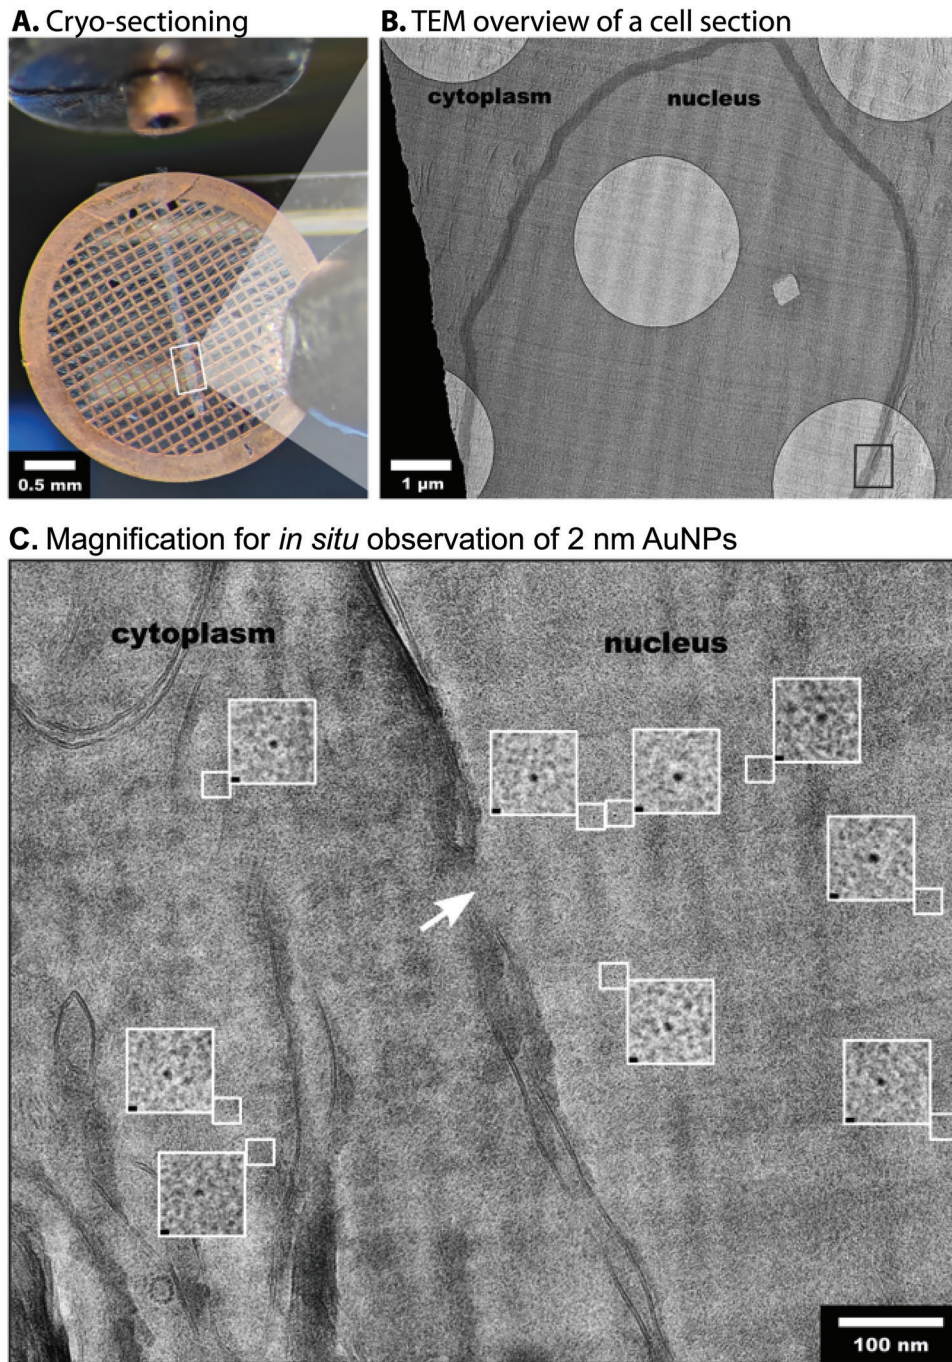 A. Cryo-sectioning
B. TEM overview of a cell section
cytoplasm
nucleus
0.5 mm
1 µm
C. Magnification for in situ observation of 2 nm AuNPs
cytoplasm
nucleus
100 nm